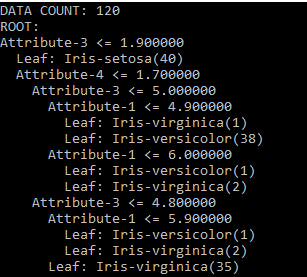 DATA COUNT: 120
ROOT:
Attribute-3 <= 1.900000
Leaf: Iris-setosa(40)
Attribute-4 <= 1.700000
Attribute-3 <= 5.000000
Attribute-1 <= 4.900000
Leaf: Iris-virginica(1)
Leaf: Iris-versicolor(38)
Attribute-1 <= 6.000000
Leaf: Iris-versicolor(1)
Leaf: Iris-virginica(2)
Attribute-3 <= 4.800000
Attribute-1 <= 5.900000
Leaf: Iris-versicolor(1)
Leaf: Iris-virginica(2)
Leaf: Iris-virginica(35)